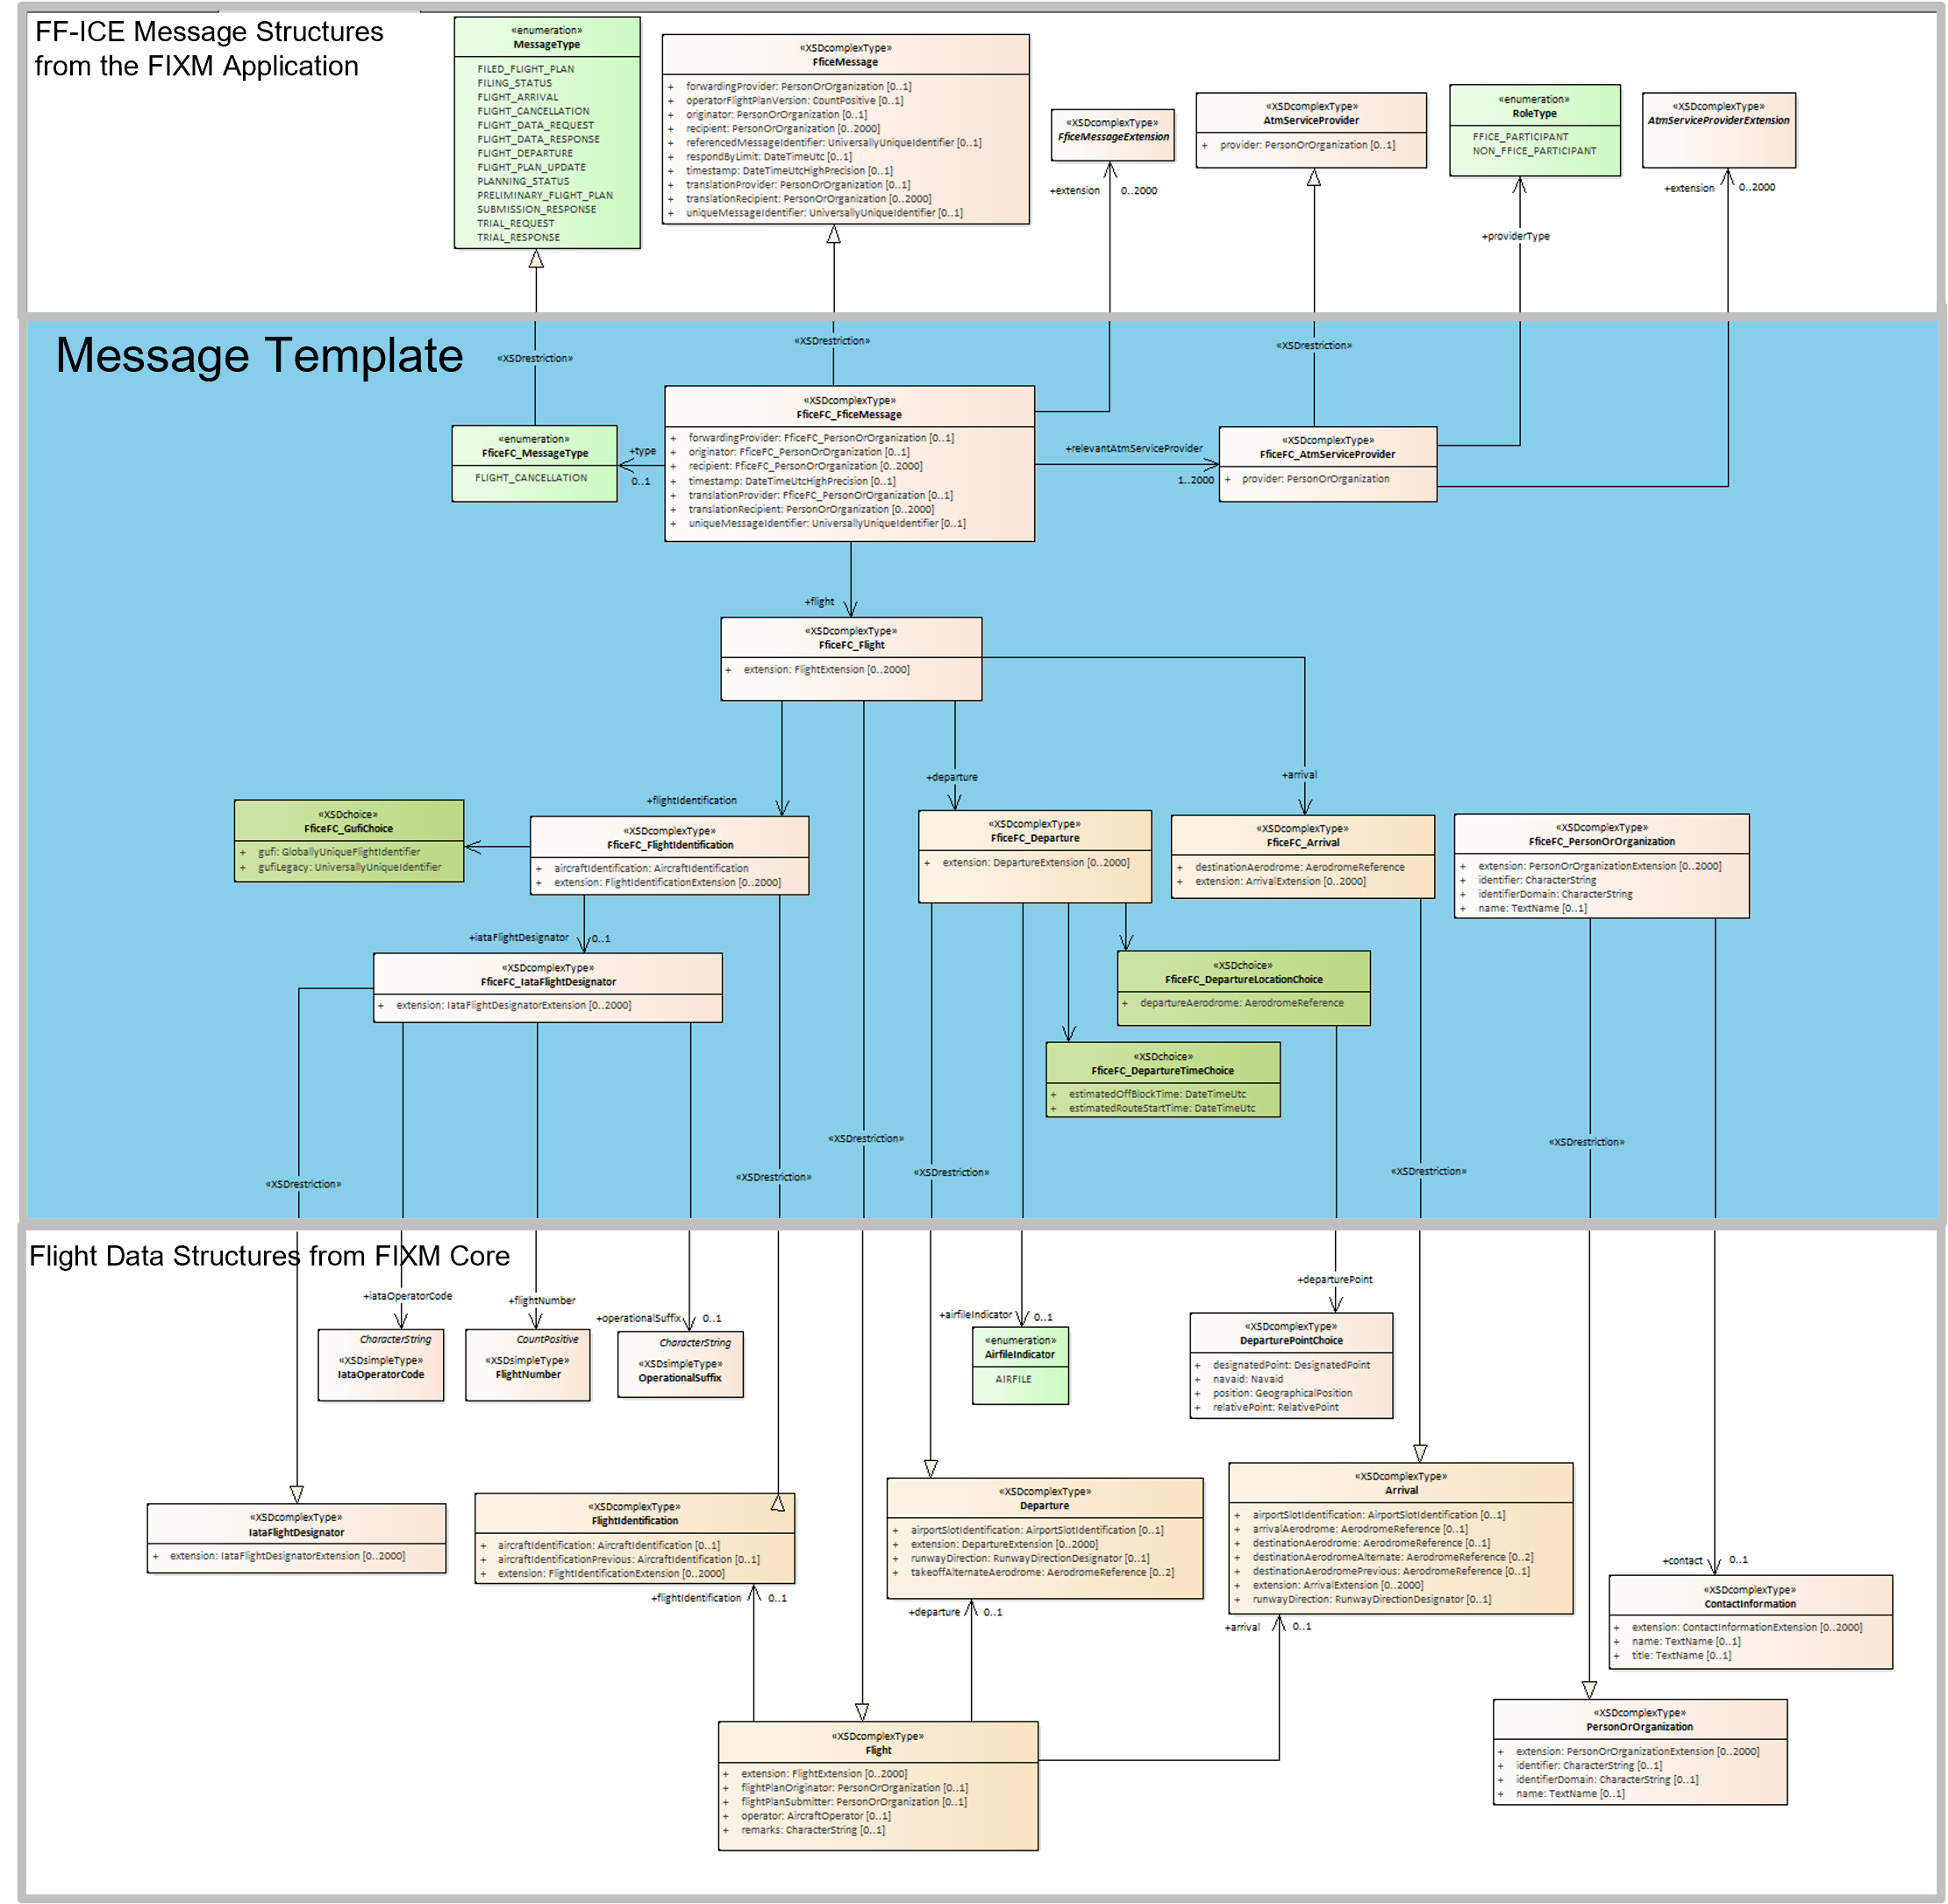 FF-ICE Message Structures
from the FIXM Application
«enumeration»
MessageType
FILED_FLIGHT_PLAN
FILING_STATUS
FLIGHT_ARRIVAL
FLIGHT_CANCELLATION
FLIGHT_DATA_REQUEST
FLIGHT_DATA_RESPONSE
FLIGHT_DEPARTURE
FLIGHT_PLAN_UPDATE
PLANNING_STATUS
PRELIMINARY_FLIGHT_PLAN
SUBMISSION_RESPONSE
TRIAL_REQUEST
TRIAL_RESPONSE
«XSDcomplexType»
FficeMessage
+ forwardingProvider: PersonOrOrganization [0..1]
+ operatorFlightPlanVersion: CountPositive [0..1]
+ originator: PersonOrOrganization [0..1]
+ recipient: PersonOrOrganization [0..2000]
+ referencedMessageIdentifier: UniversallyUniqueIdentifier [0..1]
+ respondByLimit: DateTimeUtc [0..1]
+ timestamp: DateTimeUtcHighPrecision [0..1]
+ translationProvider: PersonOrOrganization [0..1]
+ translationRecipient: PersonOrOrganization [0..2000]
+ uniqueMessageIdentifier: UniversallyUniqueIdentifier [0..1]
«XSDcomplexType»
FficeMessageExtension
+extension 0..2000
«XSDcomplexType»
AtmServiceProvider
+ provider: PersonOrOrganization [0..1]
«enumeration»
RoleType
FFICE_PARTICIPANT
NON_FFICE_PARTICIPANT
+providerType
«XSDcomplexType»
AtmServiceProviderExtension
+extension 0..2000
Message Template
«XSDrestriction»
«XSDrestriction»
«XSDrestriction»
«enumeration»
FficeFC_MessageType
FLIGHT_CANCELLATION
+type
0..1
«XSDcomplexType»
FficeFC_FficeMessage
+ forwardingProvider: FficeFC_PersonOrOrganization [0..1]
+ originator: FficeFC_PersonOrOrganization [0..1]
+ recipient: FficeFC_PersonOrOrganization [0..2000]
+ timestamp: DateTimeUtcHighPrecision [0..1]
+ translationProvider: FficeFC_PersonOrOrganization [0..1]
+ translationRecipient: PersonOrOrganization [0..2000]
+ uniqueMessageIdentifier: UniversallyUniqueIdentifier [0..1]
+relevantAtmServiceProvider
1..2000
«XSDcomplexType»
FficeFC_AtmServiceProvider
+ provider: PersonOrOrganization
+flight
«XSDcomplexType»
FficeFC_Flight
+ extension: FlightExtension [0..2000]
+flightIdentification
+departure
+arrival
«XSDchoice»
FficeFC_GufiChoice
+ gufi: GloballyUniqueFlightIdentifier
+ gufiLegacy: UniversallyUniqueIdentifier
«XSDcomplexType»
FficeFC_FlightIdentification
+ aircraftIdentification: AircraftIdentification
+ extension: FlightIdentificationExtension [0..2000]
«XSDcomplexType»
FficeFC_Departure
+ extension: DepartureExtension [0..2000]
«XSDcomplexType»
FficeFC_Arrival
+ destinationAerodrome: AerodromeReference
+ extension: ArrivalExtension [0..2000]
«XSDcomplexType»
FficeFC_PersonOrOrganization
+ extension: PersonOrOrganizationExtension [0..2000]
+ identifier: CharacterString
+ identifierDomain: CharacterString
+ name: TextName [0..1]
+iataFlightDesignator 0..1
«XSDcomplexType»
FficeFC_IataFlightDesignator
+ extension: IataFlightDesignatorExtension [0..2000]
«XSDchoice»
FficeFC_DepartureLocationChoice
+ departureAerodrome: AerodromeReference
«XSDchoice»
FficeFC_DepartureTimeChoice
+ estimatedOffBlockTime: DateTimeUtc
+ estimatedRouteStartTime: DateTimeUtc
«XSDrestriction»
«XSDrestriction»
«XSDrestriction»
«XSDrestriction»
«XSDrestriction»
«XSDrestriction»
Flight Data Structures from FIXM Core
+iataOperatorCode
CharacterString
«XSDsimpleType»
IataOperatorCode
+flightNumber
CountPositive
«XSDsimpleType»
FlightNumber
+operationalSuffix 0..1
CharacterString
«XSDsimpleType»
OperationalSuffix
+airfileIndicator 0..1
«enumeration»
AirfileIndicator
AIRFILE
+departurePoint
«XSDcomplexType»
DeparturePointChoice
+ designatedPoint: DesignatedPoint
+ navaid: Navaid
+ position: GeographicalPosition
+ relativePoint: RelativePoint
«XSDcomplexType»
IataFlightDesignator
+ extension: IataFlightDesignatorExtension [0..2000]
«XSDcomplexType»
FlightIdentification
+ aircraftIdentification: AircraftIdentification [0..1]
+ aircraftIdentificationPrevious: AircraftIdentification [0..1]
+ extension: FlightIdentificationExtension [0..2000]
+flightIdentification 0..1
«XSDcomplexType»
Departure
+ airportSlotIdentification: AirportSlotIdentification [0..1]
+ extension: DepartureExtension [0..2000]
+ runwayDirection: RunwayDirectionDesignator [0..1]
+ takeoffAlternateAerodrome: AerodromeReference [0..2]
+departure 0..1
«XSDcomplexType»
Arrival
+ airportSlotIdentification: AirportSlotIdentification [0..1]
+ arrivalAerodrome: AerodromeReference [0..1]
+ destinationAerodrome: AerodromeReference [0..1]
+ destinationAerodromeAlternate: AerodromeReference [0..2]
+ destinationAerodromePrevious: AerodromeReference [0..1]
+ extension: ArrivalExtension [0..2000]
+ runwayDirection: RunwayDirectionDesignator [0..1]
+arrival 0..1
+contact 0..1
«XSDcomplexType»
ContactInformation
+ extension: ContactInformationExtension [0..2000]
+ name: TextName [0..1]
+ title: TextName [0..1]
«XSDcomplexType»
Flight
+ extension: FlightExtension [0..2000]
+ flightPlanOriginator: PersonOrOrganization [0..1]
+ flightPlanSubmitter: PersonOrOrganization [0..1]
+ operator: AircraftOperator [0..1]
+ remarks: CharacterString [0..1]
«XSDcomplexType»
PersonOrOrganization
+ extension: PersonOrOrganizationExtension [0..2000]
+ identifier: CharacterString [0..1]
+ identifierDomain: CharacterString [0..1]
+ name: TextName [0..1]